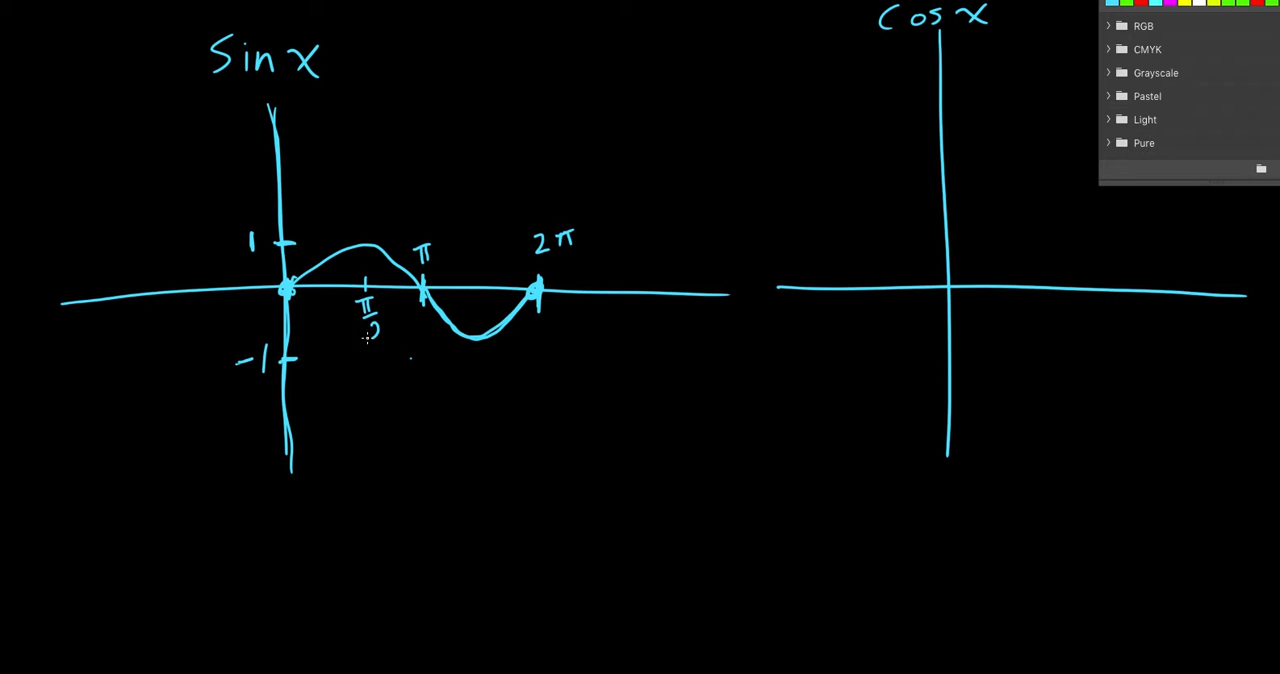 Sin x
cos x
1
π
2π
π
2
-1
RGB
CMYK
Grayscale
Pastel
Light
Pure